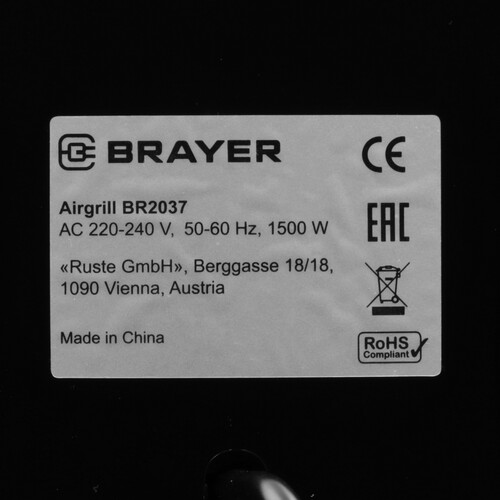 BRAYER
CE
Airgrill BR2037
AC 220-240 V, 50-60 Hz, 1500 W
EAC
«Ruste GmbH», Berggasse 18/18,
1090 Vienna, Austria
Made in China
RoHS
Compliant